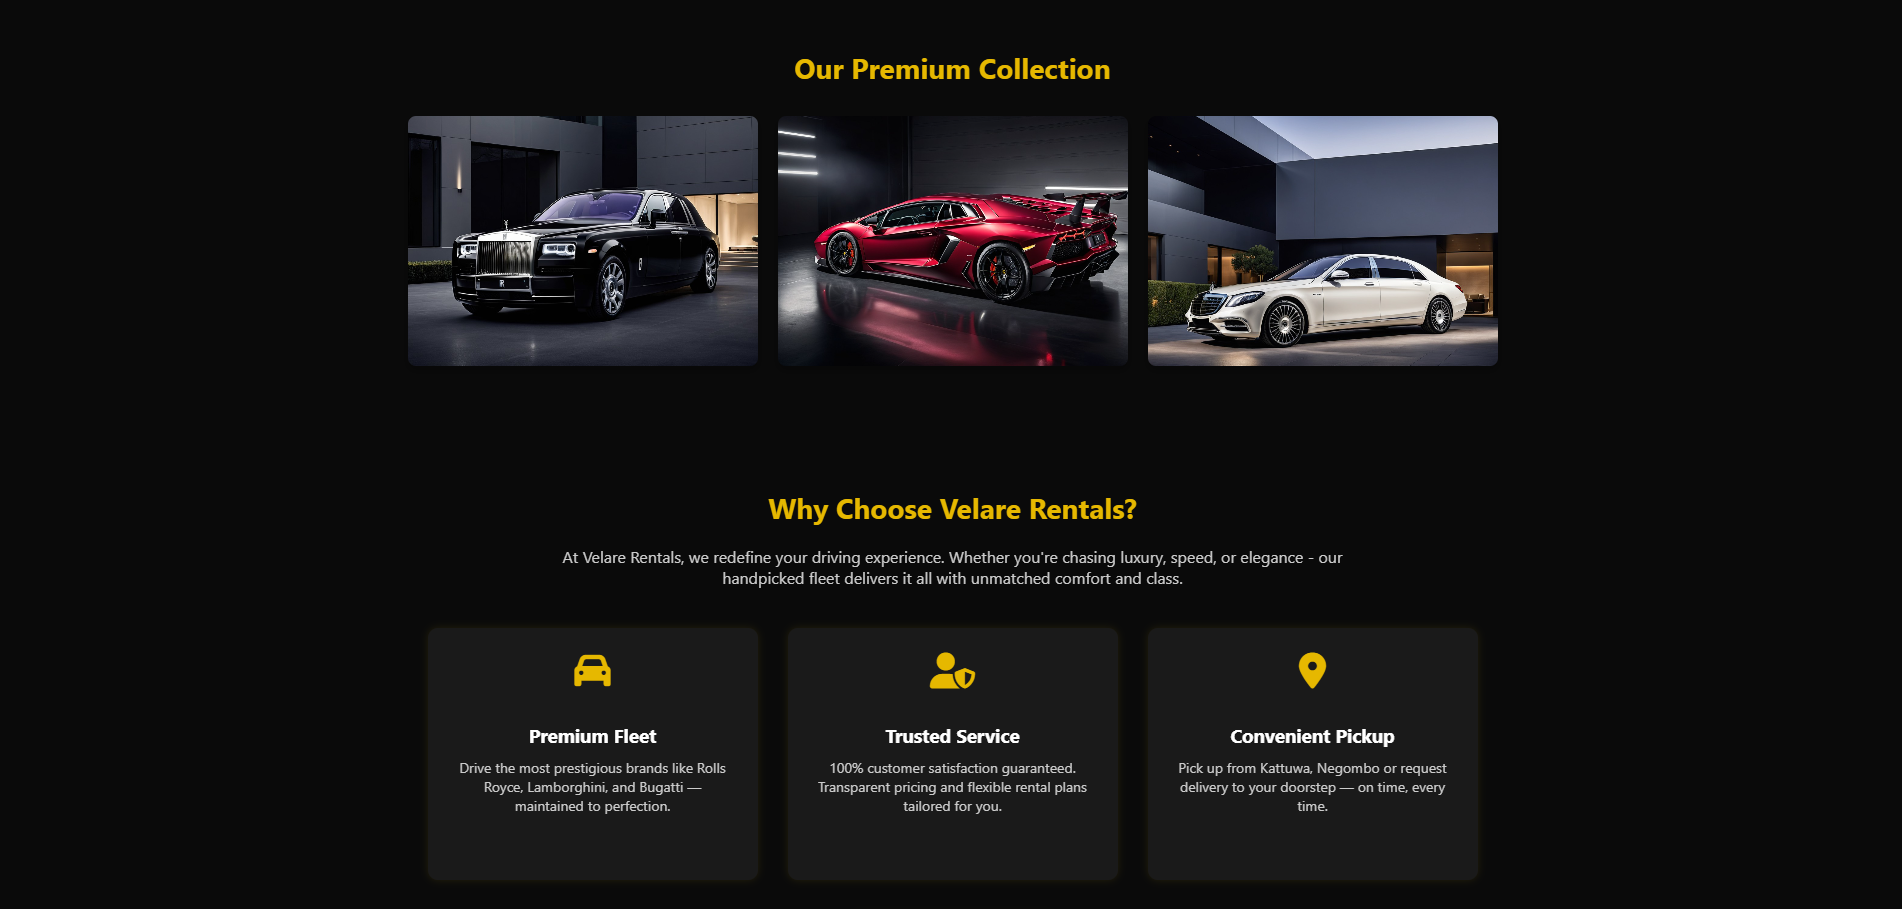 Our Premium Collection
Why Choose Velare Rentals?
At Velare Rentals, we redefine your driving experience. Whether you're chasing luxury, speed, or elegance - our
handpicked fleet delivers it all with unmatched comfort and class.
Premium Fleet
Drive the most prestigious brands like Rolls
Royce, Lamborghini, and Bugatti —
maintained to perfection.
Trusted Service
100% customer satisfaction guaranteed.
Transparent pricing and flexible rental plans
tailored for you.
Convenient Pickup
Pick up from Kattuwa, Negombo or request
delivery to your doorstep — on time, every
time.